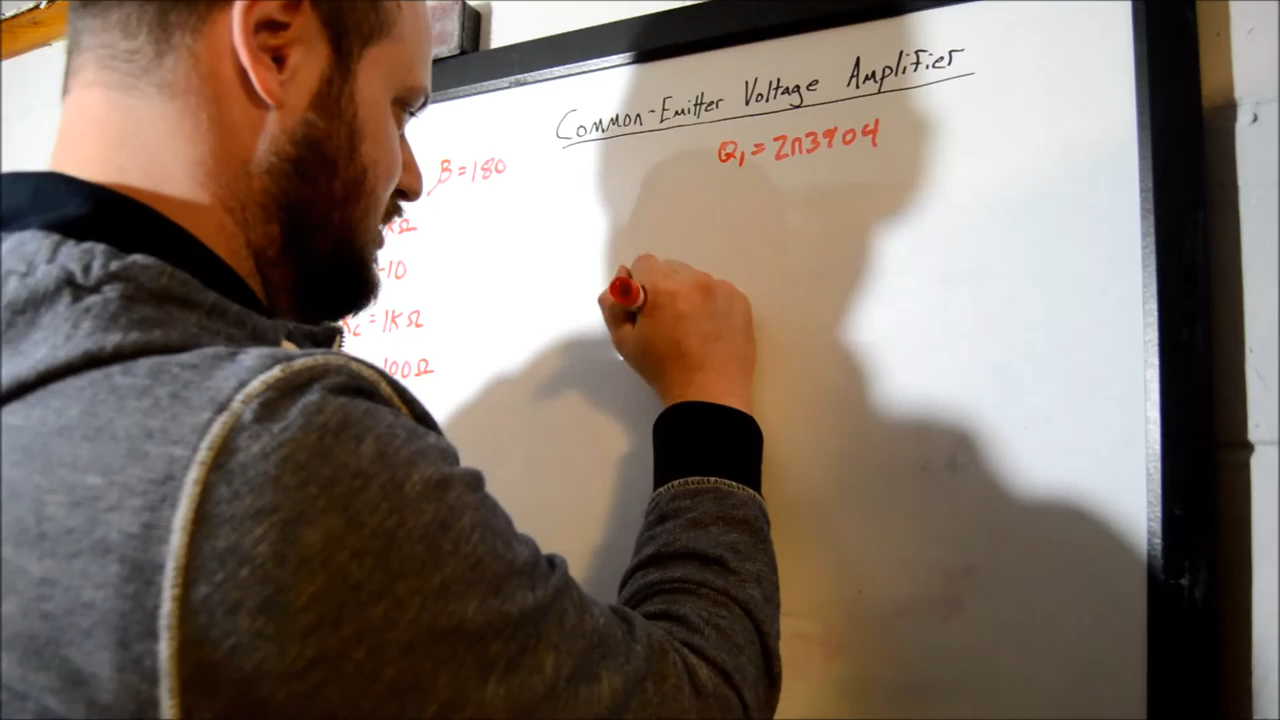 Common-Emitter Voltage Amplifier
Q₁ = 2n3904
β = 180
kΩ
-10
c = 1kΩ
100Ω